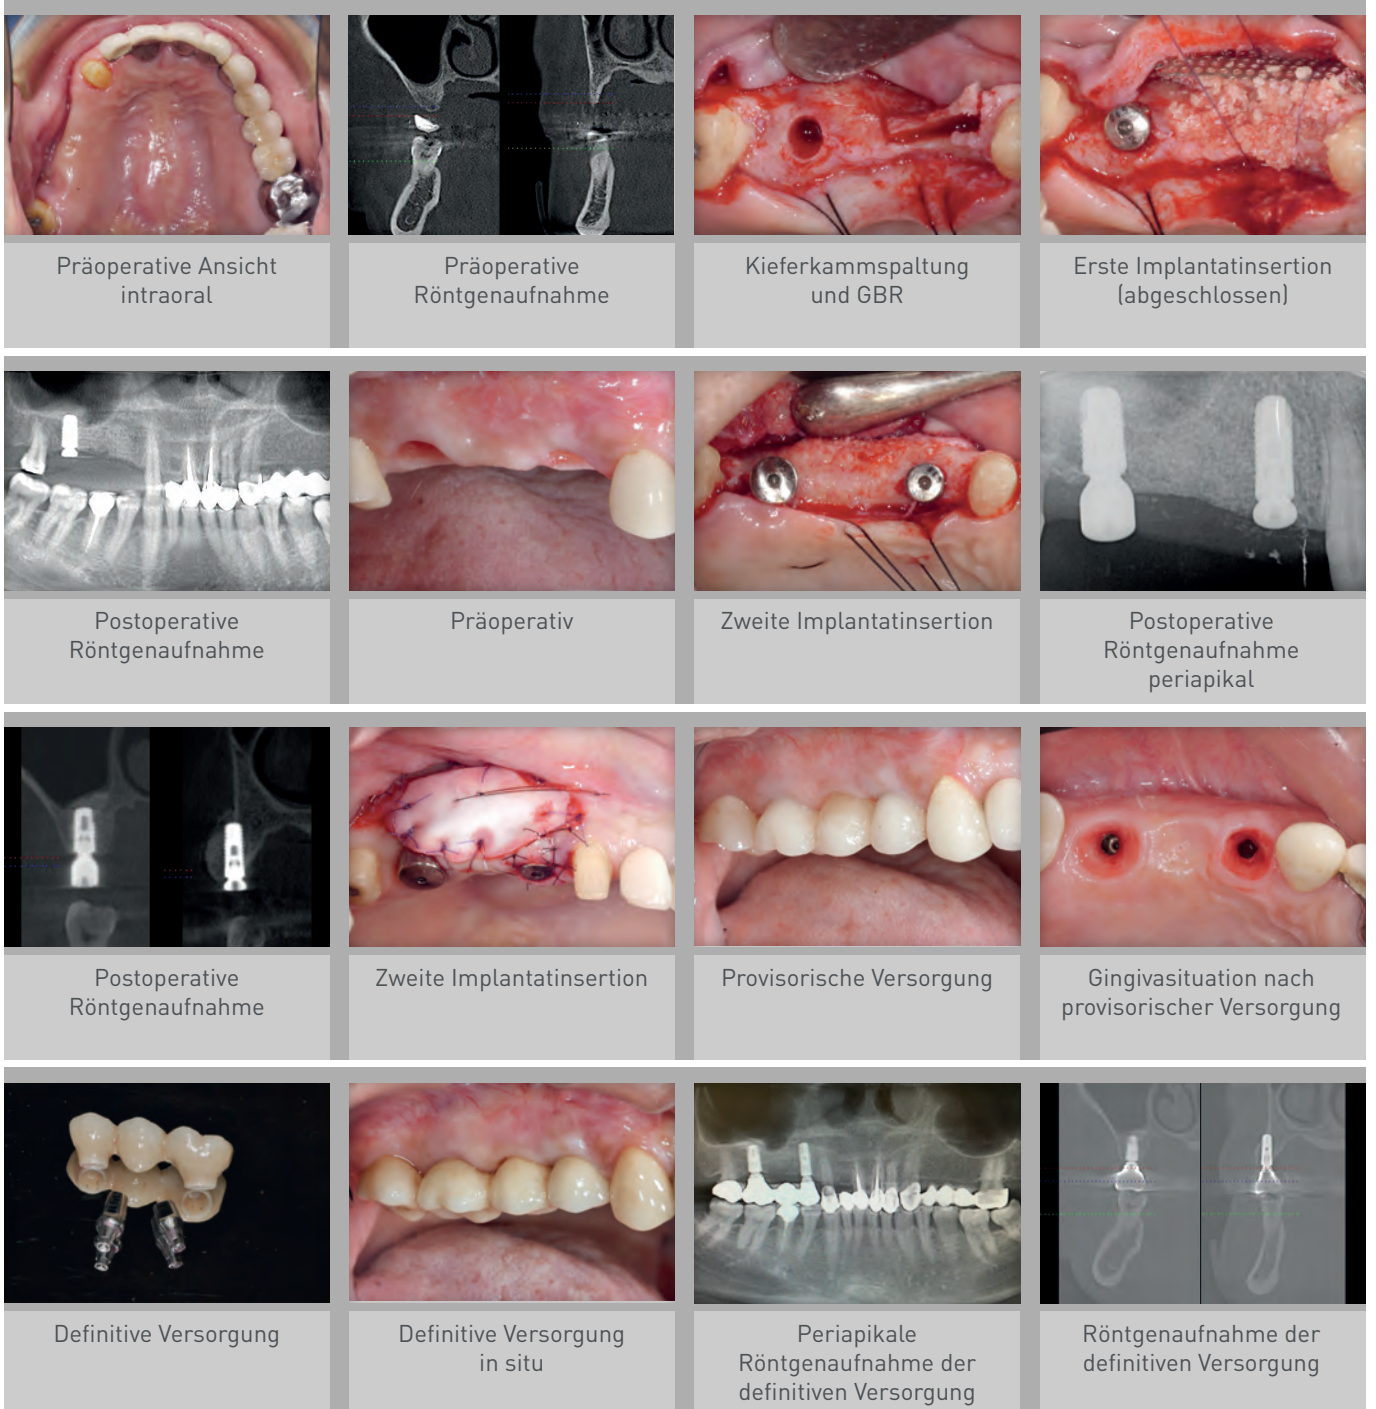 Präoperative Ansicht
intraoral
Präoperative
Röntgenaufnahme
Kieferkammspaltung
und GBR
Erste Implantatinsertion
(abgeschlossen)
Postoperative
Röntgenaufnahme
Präoperativ
Zweite Implantatinsertion
Postoperative
Röntgenaufnahme
periapikal
Postoperative
Röntgenaufnahme
Zweite Implantatinsertion
Provisorische Versorgung
Gingivasituation nach
provisorischer Versorgung
Definitive Versorgung
Definitive Versorgung
in situ
Periapikale
Röntgenaufnahme der
definitiven Versorgung
Röntgenaufnahme der
definitiven Versorgung